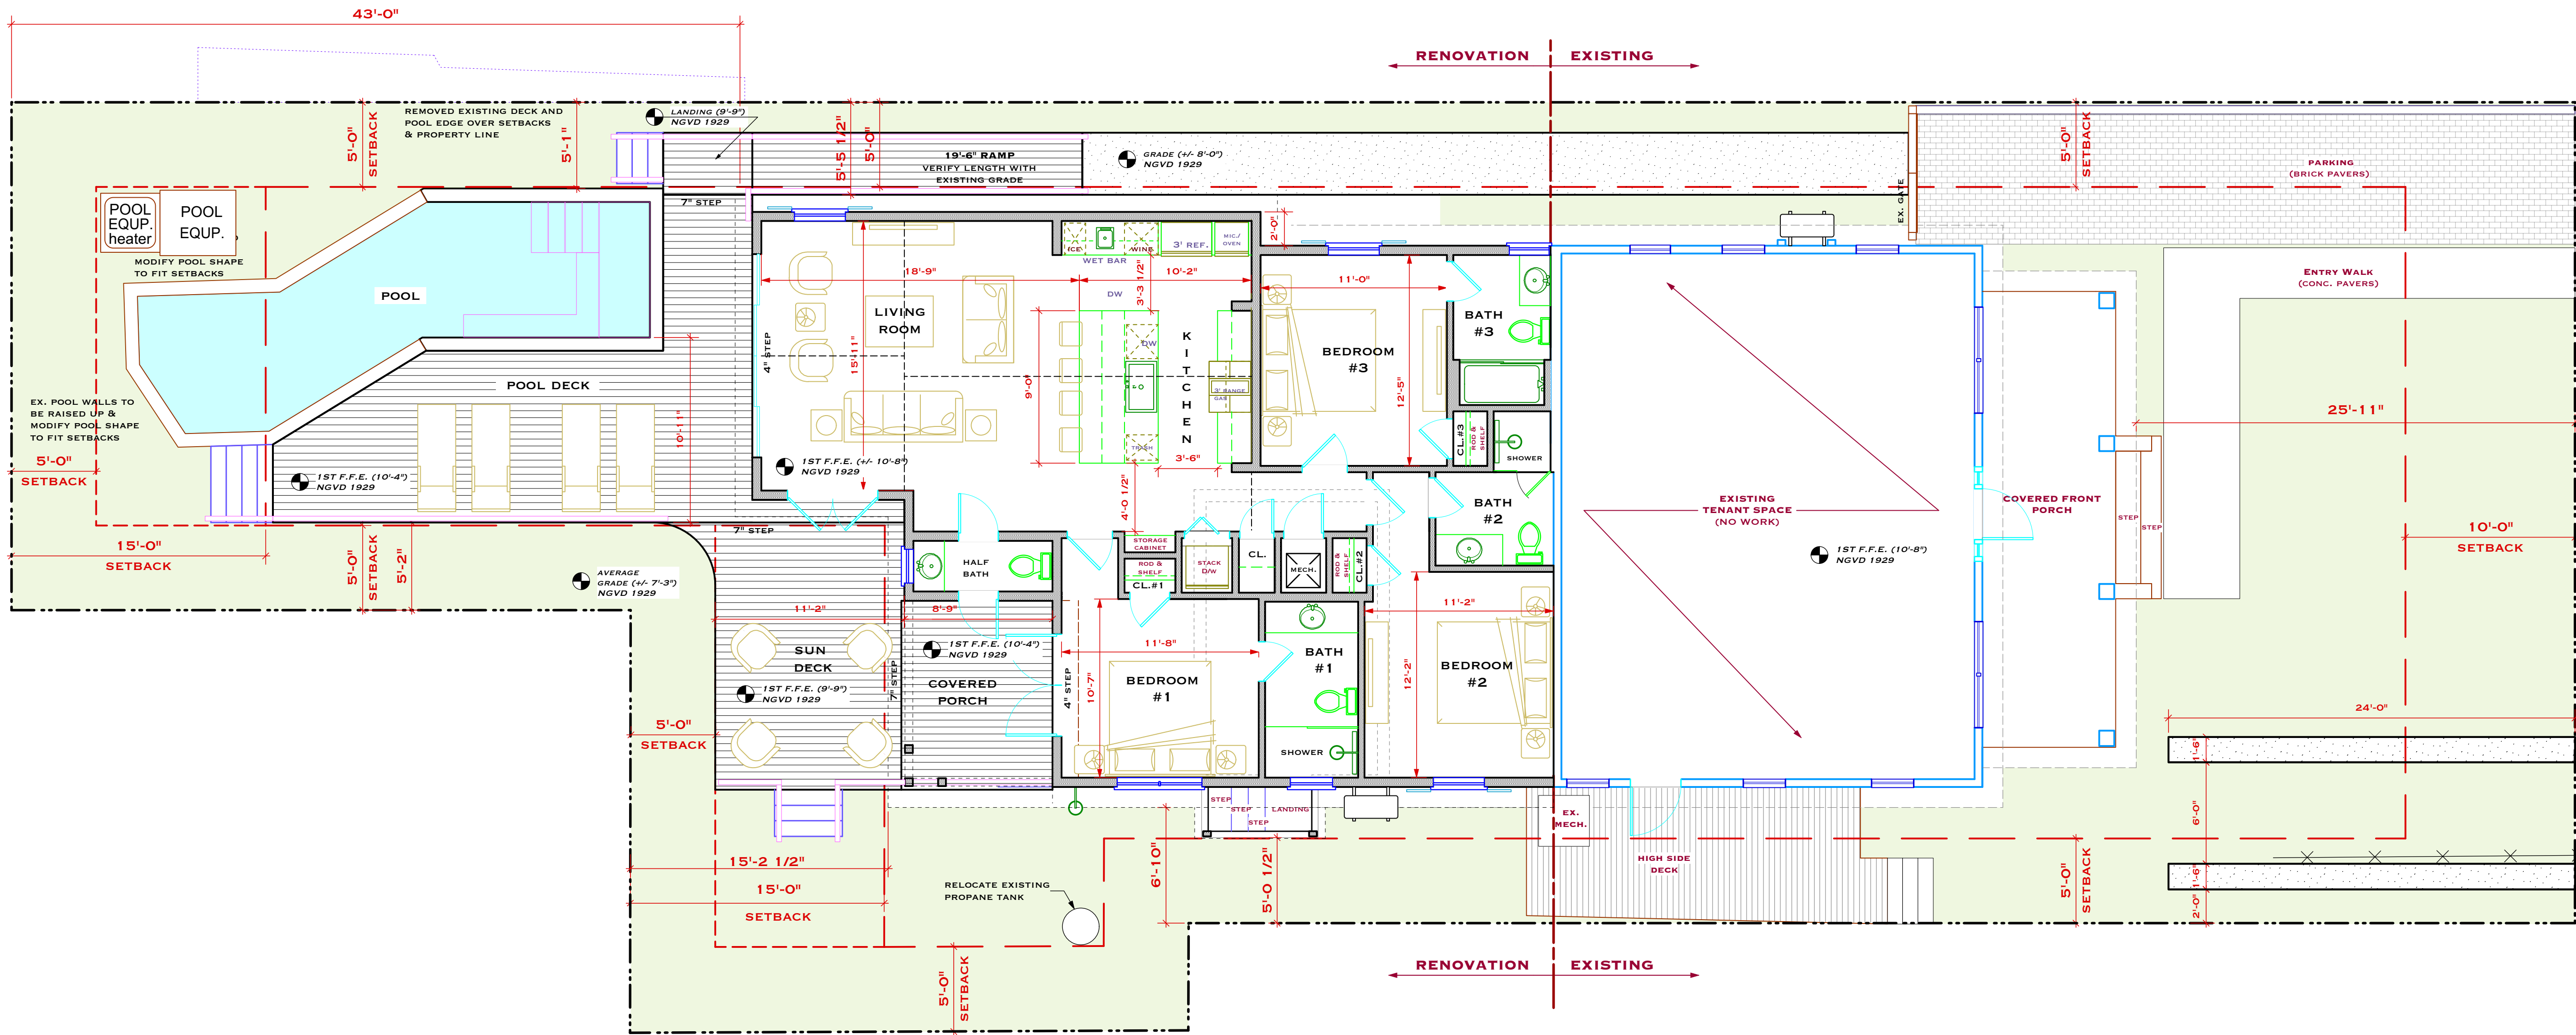 43'-0"
RENOVATION
EXISTING
REMOVED EXISTING DECK AND
POOL EDGE OVER SETBACKS
& PROPERTY LINE
LANDING (9'-9")
NGVD 1929
5'-0"
SETBACK
5'-1"
5'-5 1/2"
5'-0"
19'-6" RAMP
VERIFY LENGTH WITH
EXISTING GRADE
GRADE (+/- 8'-0")
NGVD 1929
5'-0"
SETBACK
PARKING
(BRICK PAVERS)
EX. GATE
POOL
EQUP.
heater
POOL
EQUP.
MODIFY POOL SHAPE
TO FIT SETBACKS
7" STEP
2'-0"
ICE
WINE
3' REF.
MIC./
OVEN
WET BAR
18'-9"
10'-2"
3'-3 1/2"
DW
11'-0"
BATH
#3
ENTRY WALK
(CONC. PAVERS)
POOL
LIVING
ROOM
4" STEP
15'-11"
DW
KITCHEN
BEDROOM
#3
12'-5"
POOL DECK
9'-0"
3' RANGE
GAS
EX. POOL WALLS TO
BE RAISED UP &
MODIFY POOL SHAPE
TO FIT SETBACKS
10'-11"
25'-11"
TRASH
3'-6"
CL.#3
ROD &
SHELF
SHOWER
5'-0"
SETBACK
1ST F.F.E. (10'-4")
NGVD 1929
1ST F.F.E. (+/- 10'-8")
NGVD 1929
4'-0 1/2"
BATH
#2
EXISTING
TENANT SPACE
(NO WORK)
COVERED FRONT
PORCH
STEP
STEP
7" STEP
15'-0"
SETBACK
5'-0"
SETBACK
5'-2"
STORAGE
CABINET
HALF
BATH
ROD &
SHELF
CL.#1
STACK
D/W
CL.
MECH.
ROD &
SHELF
CL.#2
1ST F.F.E. (10'-8")
NGVD 1929
10'-0"
SETBACK
AVERAGE
GRADE (+/- 7'-3")
NGVD 1929
11'-2"
8'-9"
11'-2"
SUN
DECK
1ST F.F.E. (10'-4")
NGVD 1929
11'-8"
BATH
#1
BEDROOM
#2
12'-2"
1ST F.F.E. (9'-9")
NGVD 1929
7" STEP
COVERED
PORCH
4" STEP
10'-7"
BEDROOM
#1
24'-0"
5'-0"
SETBACK
SHOWER
1'-6"
STEP
STEP
STEP
LANDING
EX.
MECH.
6'-0"
15'-2 1/2"
6'-10"
5'-0 1/2"
HIGH SIDE
DECK
5'-0"
SETBACK
1'-6"
2'-0"
15'-0"
SETBACK
RELOCATE EXISTING
PROPANE TANK
5'-0"
SETBACK
RENOVATION
EXISTING